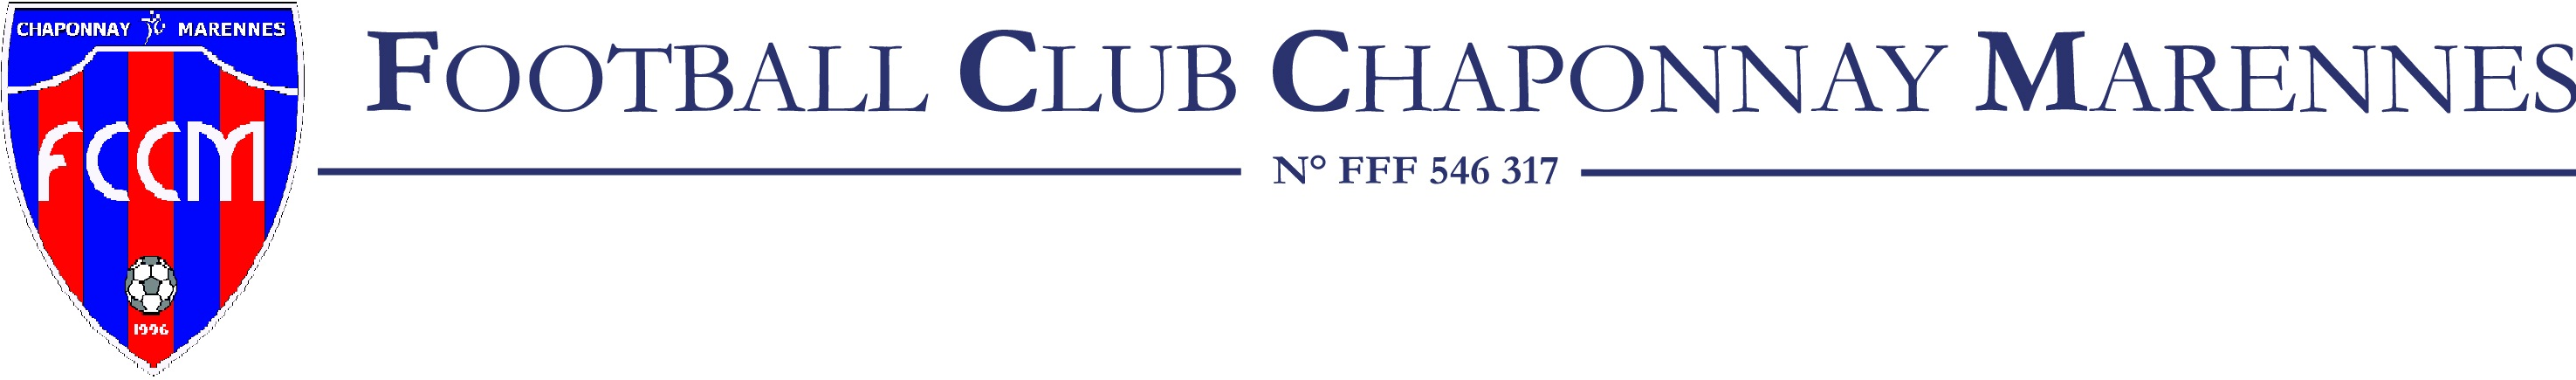 CHAPONNAY MARENNES
FCCM
1996
FOOTBALL CLUB CHAPONNAY MARENNES
N° FFF 546 317